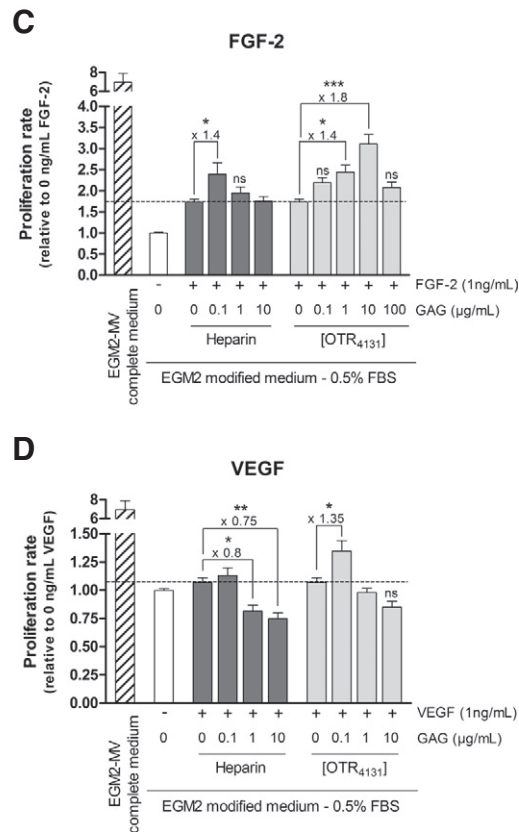 C
FGF-2
Proliferation rate
(relative to 0 ng/mL FGF-2)
8
6
4.0
3.5
3.0
2.5
2.0
1.5
1.0
0.5
0.0
*
x 1.4
ns
***
x 1.8
*
x 1.4
ns
ns
- + + + + + + + + + FGF-2 (1ng/mL)
0 0 0.1 1 10 0 0.1 1 10 100 GAG (µg/mL)
Heparin [OTR4131]
EGM2-MV
complete medium
EGM2 modified medium - 0.5% FBS
D
VEGF
Proliferation rate
(relative to 0 ng/mL VEGF)
8
6
1.50
1.25
1.00
0.75
0.50
0.25
0.00
**
x 0.75
*
x 0.8
*
x 1.35
ns
- + + + + + + + + VEGF (1ng/mL)
0 0 0.1 1 10 0 0.1 1 10 GAG (µg/mL)
Heparin [OTR4131]
EGM2-MV
complete medium
EGM2 modified medium - 0.5% FBS